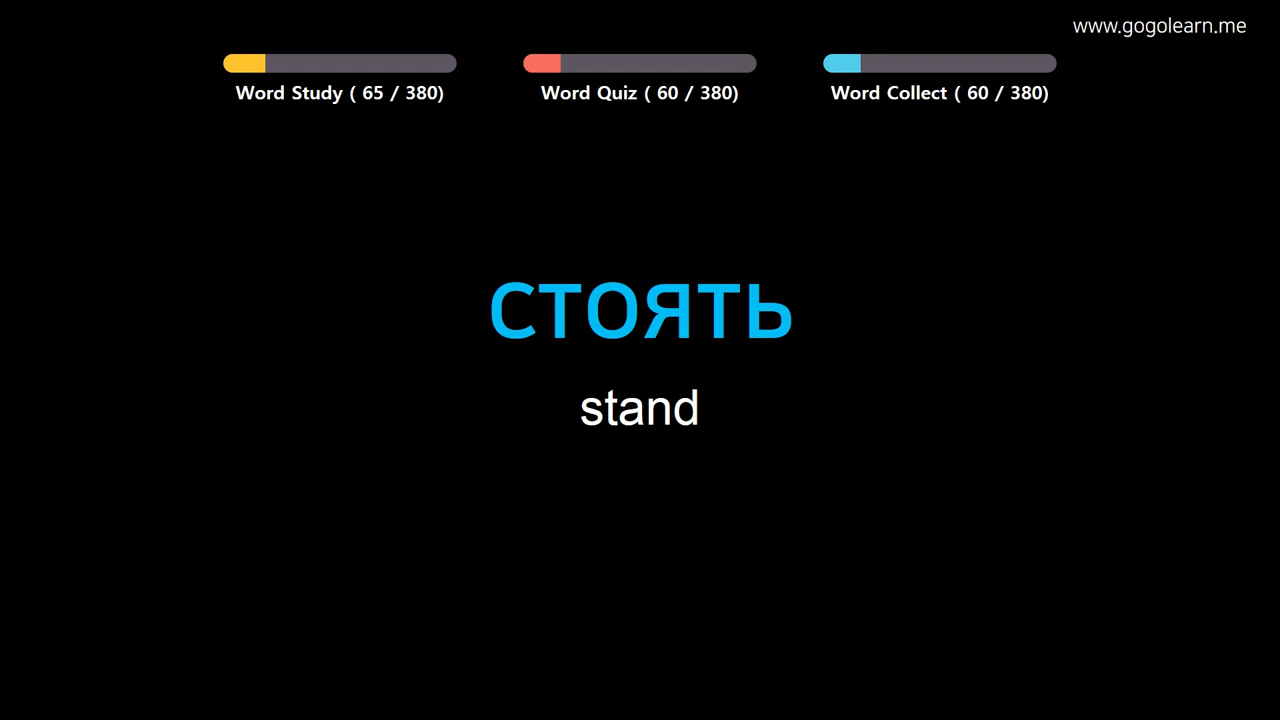 www.gogolearn.me
Word Study ( 65 / 380)
Word Quiz ( 60 / 380)
Word Collect ( 60 / 380)
стоять
stand